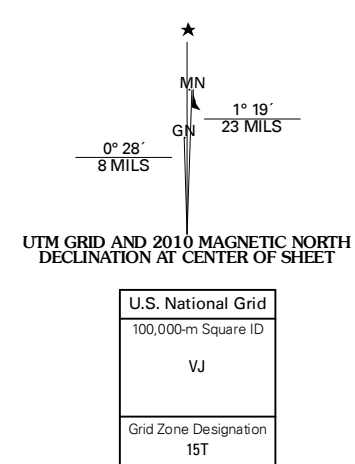 MN
1° 19´
23 MILS
GN
0° 28´
8 MILS
UTM GRID AND 2010 MAGNETIC NORTH
DECLINATION AT CENTER OF SHEET
U.S. National Grid
100,000-m Square ID
VJ
Grid Zone Designation
15T